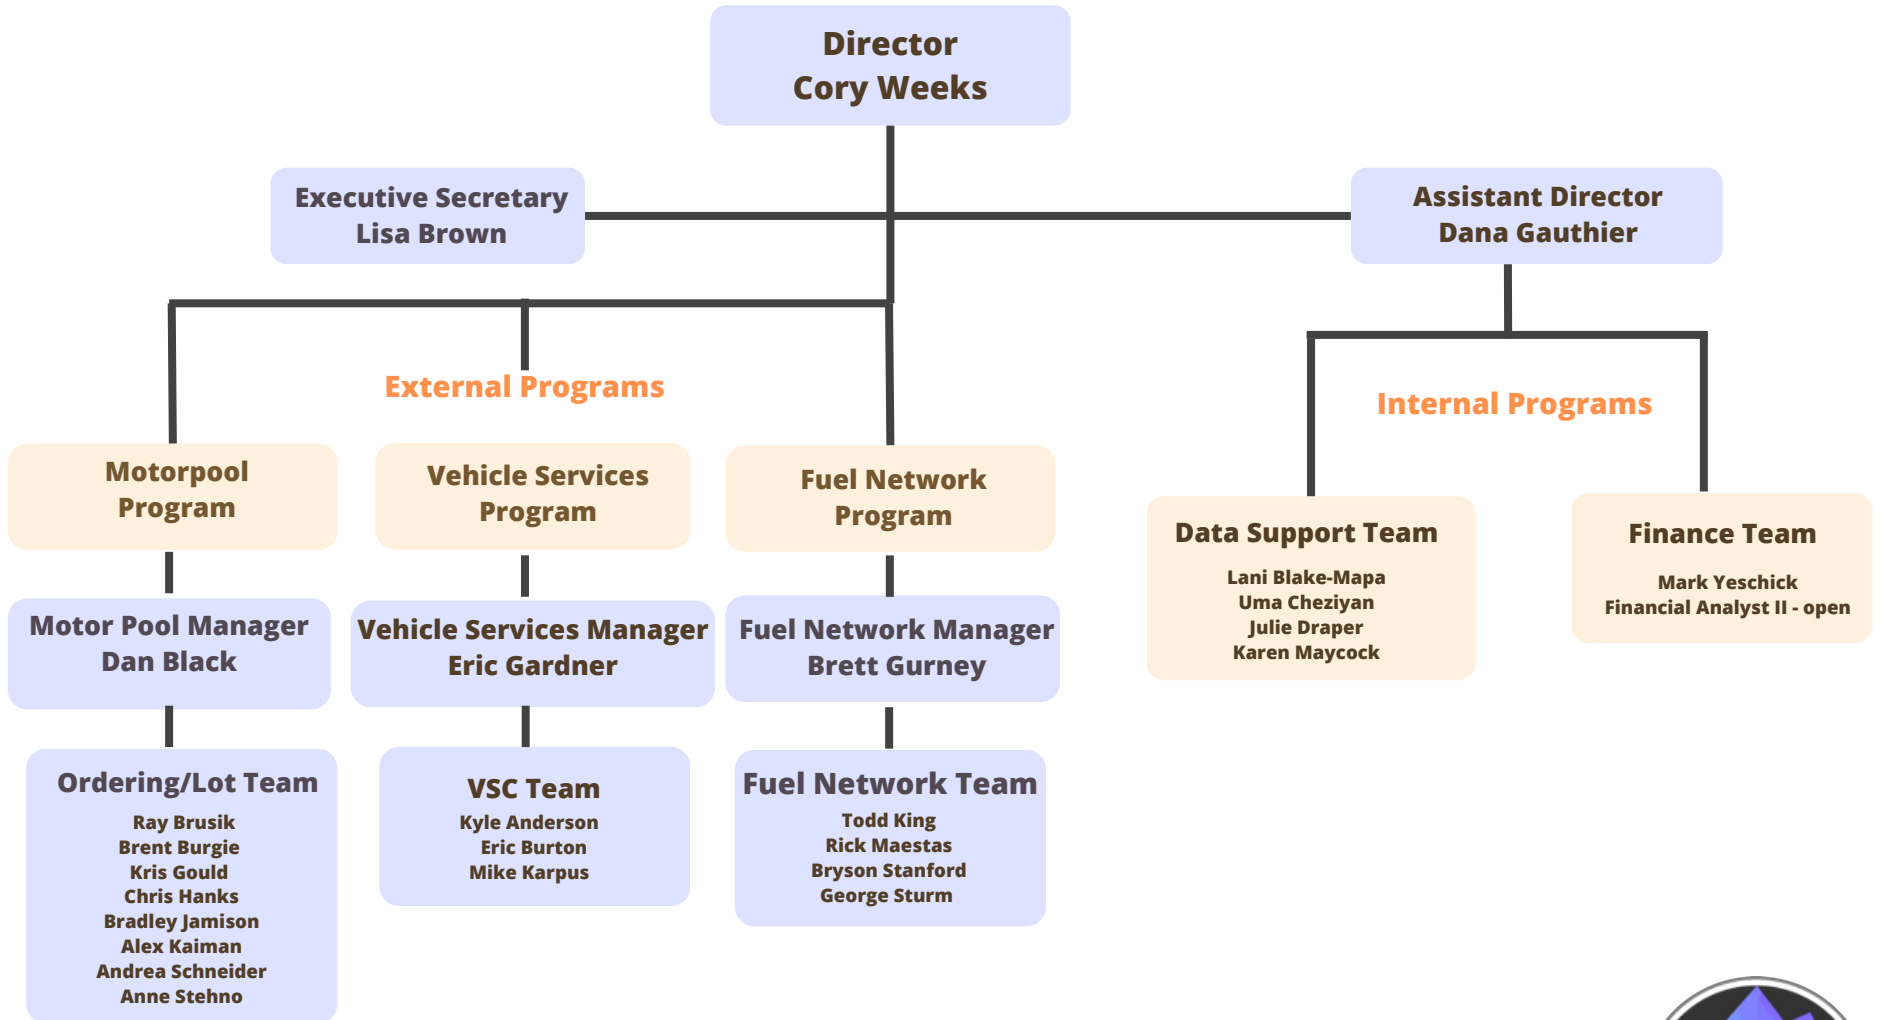 Director
Cory Weeks
Executive Secretary
Lisa Brown
Assistant Director
Dana Gauthier
External Programs
Internal Programs
Motorpool
Program
Vehicle Services
Program
Fuel Network
Program
Data Support Team
Lani Blake-Mapa
Uma Cheziyan
Julie Draper
Karen Maycock
Finance Team
Mark Yeschick
Financial Analyst II - open
Motor Pool Manager
Dan Black
Vehicle Services Manager
Eric Gardner
Fuel Network Manager
Brett Gurney
Ordering/Lot Team
Ray Brusik
Brent Burgie
Kris Gould
Chris Hanks
Bradley Jamison
Alex Kaiman
Andrea Schneider
Anne Stehno
VSC Team
Kyle Anderson
Eric Burton
Mike Karpus
Fuel Network Team
Todd King
Rick Maestas
Bryson Stanford
George Sturm